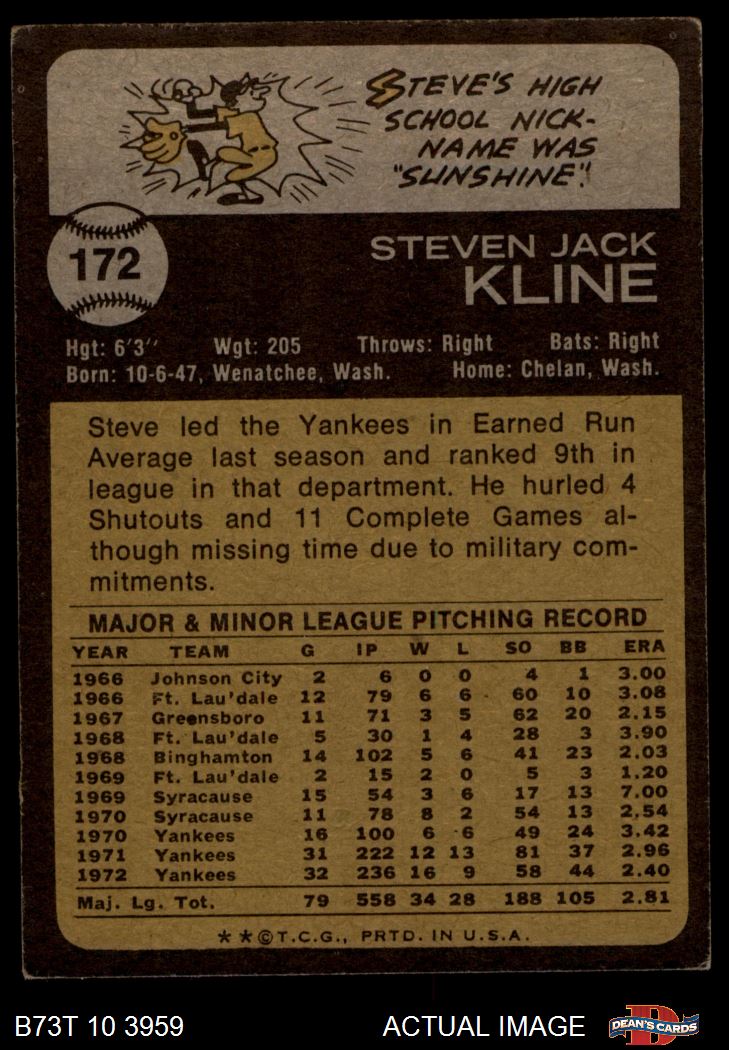 STEVE'S HIGH
SCHOOL NICK-
NAME WAS
"SUNSHINE"!
172
STEVEN JACK
KLINE
Hgt: 6'3" Wgt: 205 Throws: Right Bats: Right
Born: 10-6-47, Wenatchee, Wash. Home: Chelan, Wash.
Steve led the Yankees in Earned Run
Average last season and ranked 9th in
league in that department. He hurled 4
Shutouts and 11 Complete Games al-
though missing time due to military com-
mitments.
MAJOR & MINOR LEAGUE PITCHING RECORD
YEAR TEAM G IP W L SO BB ERA
1966 Johnson City 2 6 0 0 4 1 3.00
1966 Ft. Lau'dale 12 79 6 6 60 10 3.08
1967 Greensboro 11 71 3 5 62 20 2.15
1968 Ft. Lau'dale 5 30 1 4 28 3 3.90
1968 Binghamton 14 102 5 6 41 23 2.03
1969 Ft. Lau'dale 2 15 2 0 5 3 1.20
1969 Syracause 15 54 3 6 17 13 7.00
1970 Syracause 11 78 8 2 54 13 2.54
1970 Yankees 16 100 6 6 49 24 3.42
1971 Yankees 31 222 12 13 81 37 2.96
1972 Yankees 32 236 16 9 58 44 2.40
Maj. Lg. Tot. 79 558 34 28 188 105 2.81
**©T.C.G., PRTD. IN U.S.A.
B73T 10 3959 ACTUAL IMAGE DEAN'S CARDS